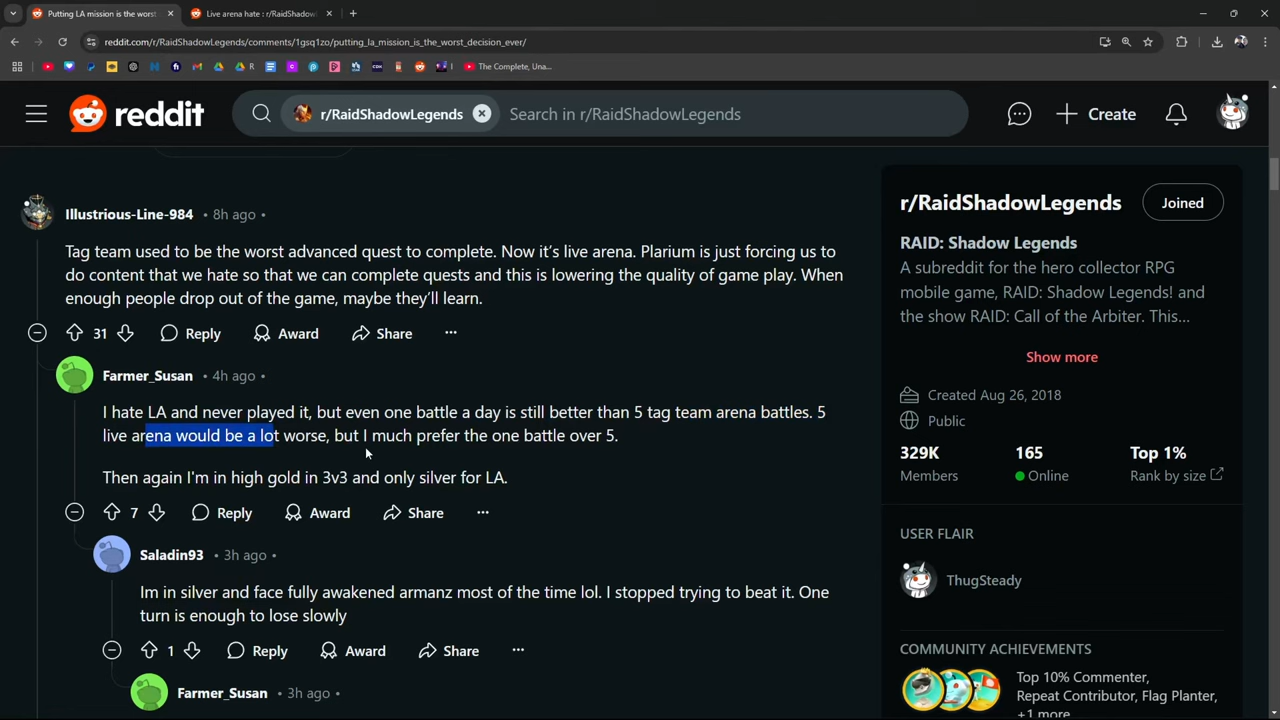 Putting LA mission is the worst
Live arena hate : r/RaidShadowL
reddit.com/r/RaidShadowLegends/comments/1gsq1zo/putting_la_mission_is_the_worst_decision_ever/
The Complete, Una...
reddit
r/RaidShadowLegends
Search in r/RaidShadowLegends
Create
Illustrious-Line-984 • 8h ago •
Tag team used to be the worst advanced quest to complete. Now it’s live arena. Plarium is just forcing us to
do content that we hate so that we can complete quests and this is lowering the quality of game play. When
enough people drop out of the game, maybe they’ll learn.
31 Reply Award Share
Farmer_Susan • 4h ago •
I hate LA and never played it, but even one battle a day is still better than 5 tag team arena battles. 5
live arena would be a lot worse, but I much prefer the one battle over 5.
Then again I'm in high gold in 3v3 and only silver for LA.
7 Reply Award Share
Saladin93 • 3h ago •
Im in silver and face fully awakened armanz most of the time lol. I stopped trying to beat it. One
turn is enough to lose slowly
1 Reply Award Share
Farmer_Susan • 3h ago •
r/RaidShadowLegends
Joined
RAID: Shadow Legends
A subreddit for the hero collector RPG
mobile game, RAID: Shadow Legends! and
the show RAID: Call of the Arbiter. This...
Show more
Created Aug 26, 2018
Public
329K 165 Top 1%
Members Online Rank by size
USER FLAIR
ThugSteady
COMMUNITY ACHIEVEMENTS
Top 10% Commenter,
Repeat Contributor, Flag Planter,
+1 more